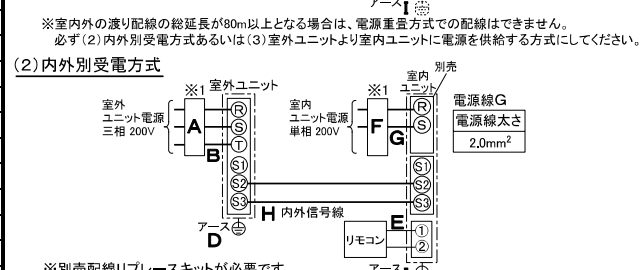 アースI
※室内外の渡り配線の総延長が80m以上となる場合は、電源重畳方式での配線はできません。
必ず(2)内外別受電方式あるいは(3)室外ユニットより室内ユニットに電源を供給する方式にしてください。
(2)内外別受電方式
別売
※1 室外ユニット
※1
室内
ユニット
室外
ユニット電源
三相 200V
A
B
R
S
T
S1
S2
S3
室内
ユニット電源
単相 200V
F
G
R
S
S1
S2
S3
電源線G
電源線太さ
2.0mm²
H 内外信号線
アース
D
リモコン
E
①
②
アース
※別売配線リプレースキットが必要です